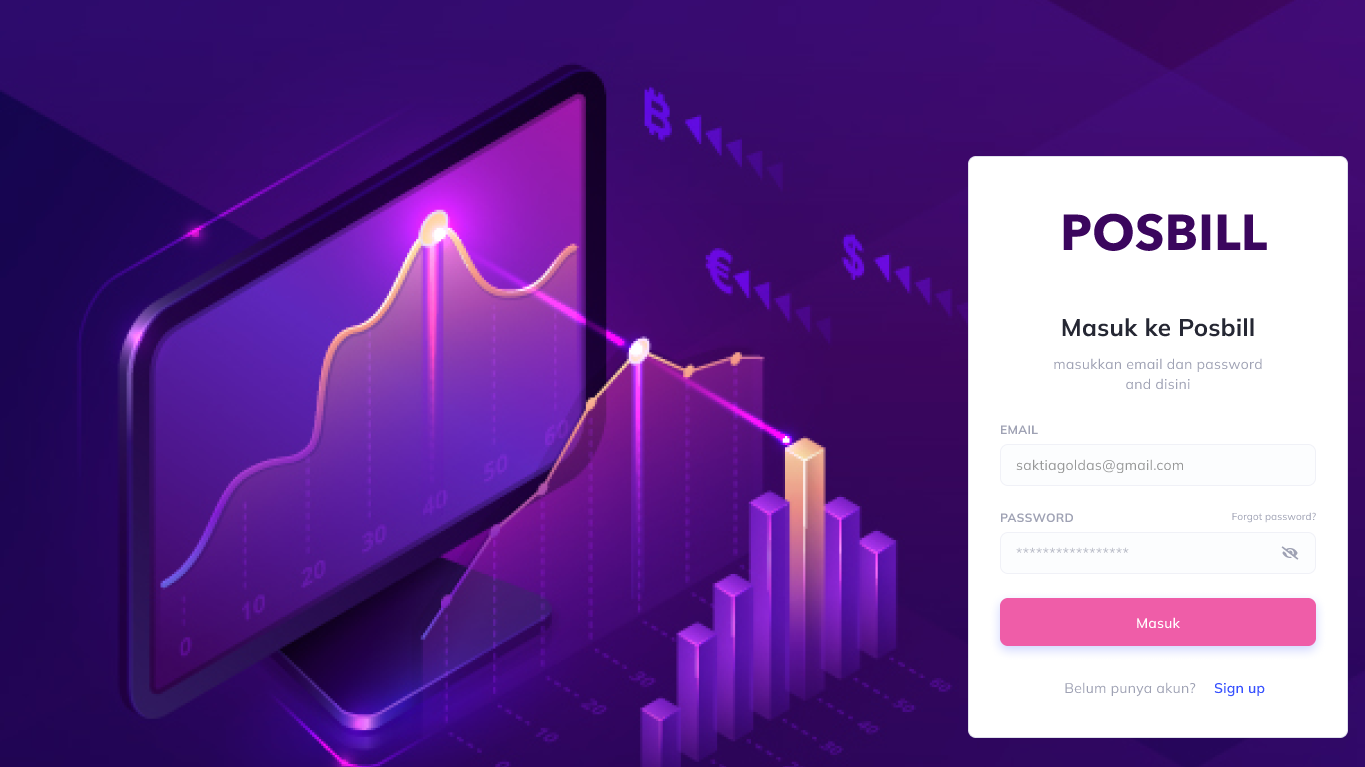 ₿
€
$
0
10
20
30
40
50
60
10
20
30
30
50
60
POSBILL
Masuk ke Posbill
masukkan email dan password
and disini
EMAIL
saktiagoldas@gmail.com
PASSWORD
Forgot password?
*****************
Masuk
Belum punya akun? Sign up